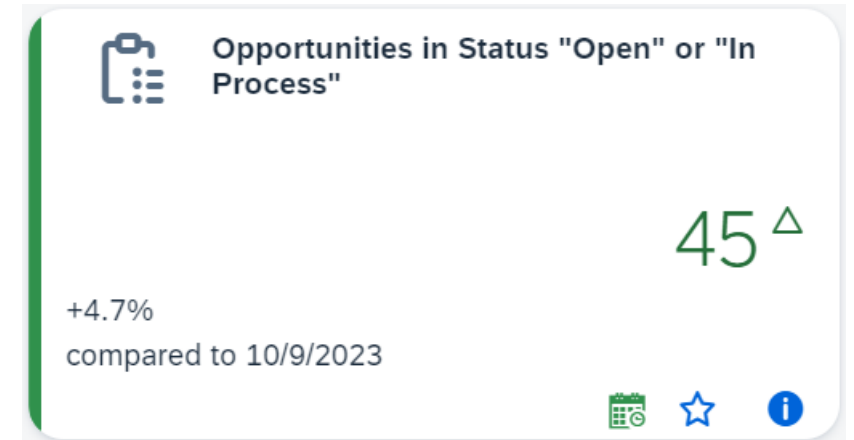 Opportunities in Status "Open" or "In
Process"
45
+4.7%
compared to 10/9/2023